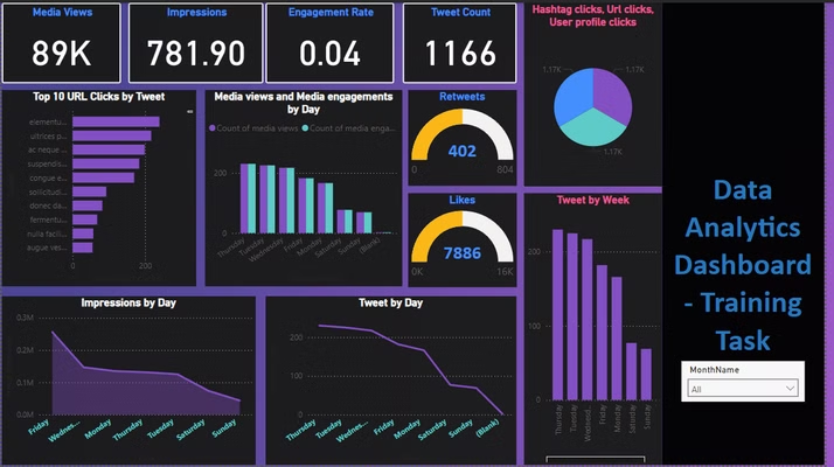 Media Views
89K
Impressions
781.90
Engagement Rate
0.04
Tweet Count
1166
Hashtag clicks, Url clicks,
User profile clicks
1.17K
1.17K
1.17K
Top 10 URL Clicks by Tweet
elementu...
ultrices p...
ac neque ...
suspendis...
congue e...
sollicitudi...
donec da...
fermentu...
nulla facil...
augue ves...
0
200
Media views and Media engagements
by Day
Count of media views
Count of media enga...
200
0
Thursday
Tuesday
Wednesday
Friday
Monday
Saturday
Sunday
(Blank)
Retweets
402
0
804
Likes
7886
0K
16K
Tweet by Week
200
100
0
Thursday
Tuesday
Wednesd...
Friday
Monday
Saturday
Sunday
Data
Analytics
Dashboard
- Training
Task
MonthName
All
Impressions by Day
0.3M
0.2M
0.1M
0.0M
Friday
Wednes...
Monday
Thursday
Tuesday
Saturday
Sunday
Tweet by Day
200
100
0
Thursday
Tuesday
Wednes...
Friday
Monday
Saturday
Sunday
(Blank)